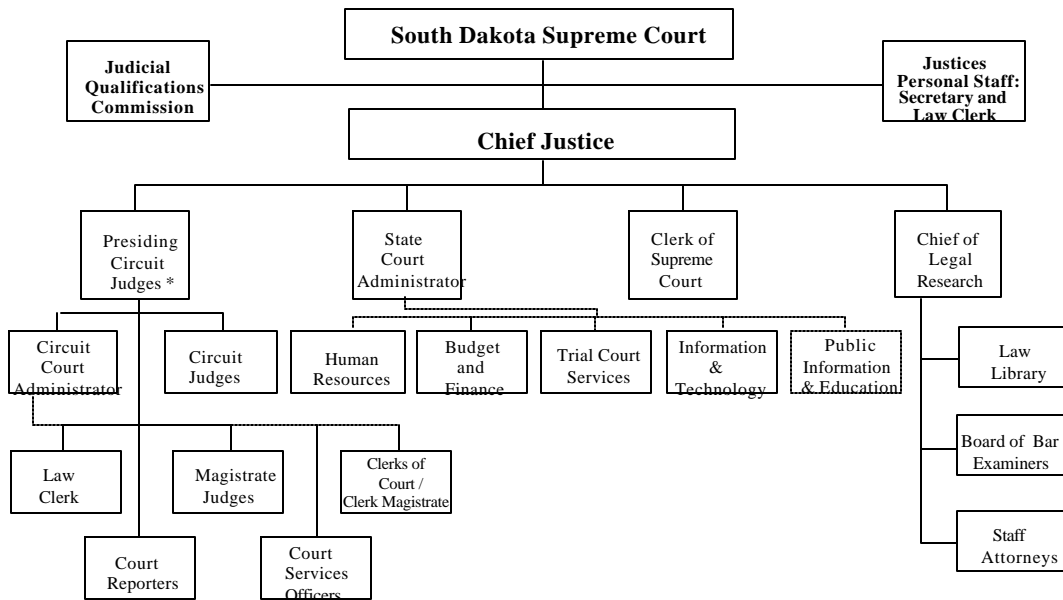 South Dakota Supreme Court
Judicial
Qualifications
Commission
Justices
Personal Staff:
Secretary and
Law Clerk
Chief Justice
Presiding
Circuit
Judges *
State
Court
Administrator
Clerk of
Supreme
Court
Chief of
Legal
Research
Circuit
Court
Administrator
Circuit
Judges
Human
Resources
Budget
and
Finance
Trial Court
Services
Information
&
Technology
Public
Information
& Education
Law
Library
Law
Clerk
Magistrate
Judges
Clerks of
Court /
Clerk Magistrate
Board of Bar
Examiners
Court
Reporters
Court
Services
Officers
Staff
Attorneys